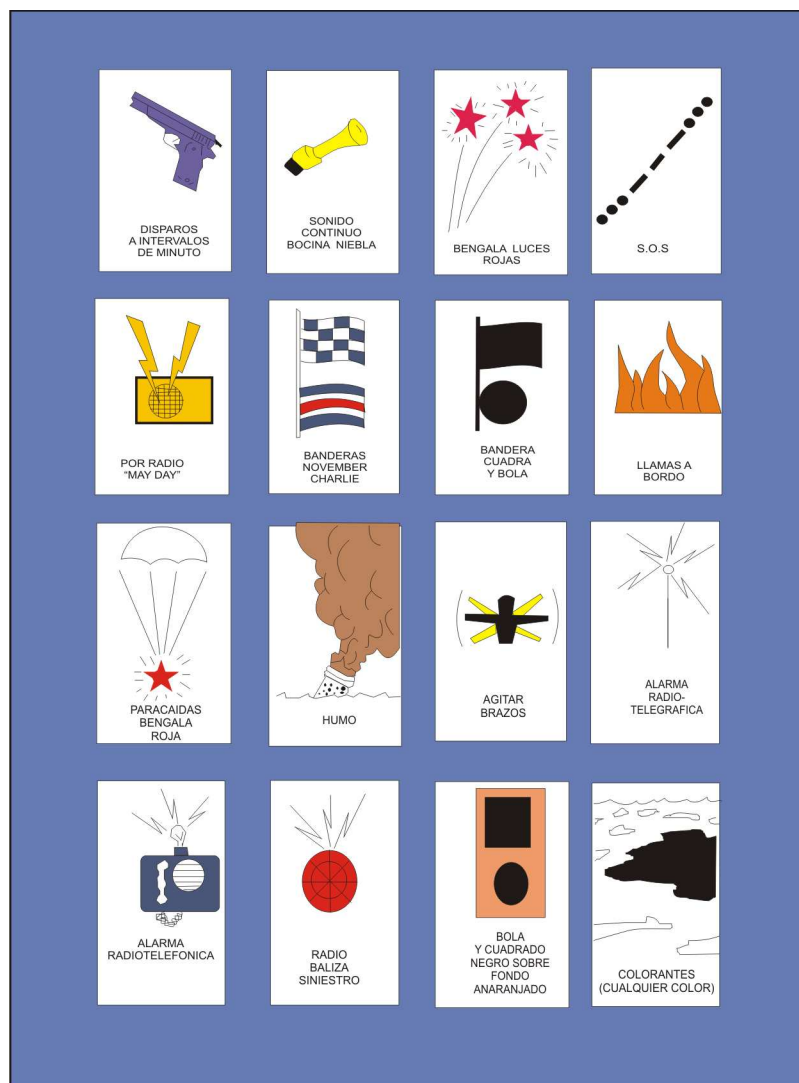 DISPAROS
A INTERVALOS
DE MINUTO
SONIDO
CONTINUO
BOCINA NIEBLA
BENGALA LUCES
ROJAS
S.O.S
POR RADIO
“MAY DAY”
BANDERAS
NOVEMBER
CHARLIE
BANDERA
CUADRA
Y BOLA
LLAMAS A
BORDO
PARACAIDAS
BENGALA
ROJA
HUMO
AGITAR
BRAZOS
ALARMA
RADIO-
TELEGRAFICA
ALARMA
RADIOTELEFONICA
RADIO
BALIZA
SINIESTRO
BOLA
Y CUADRADO
NEGRO SOBRE
FONDO
ANARANJADO
COLORANTES
(CUALQUIER COLOR)